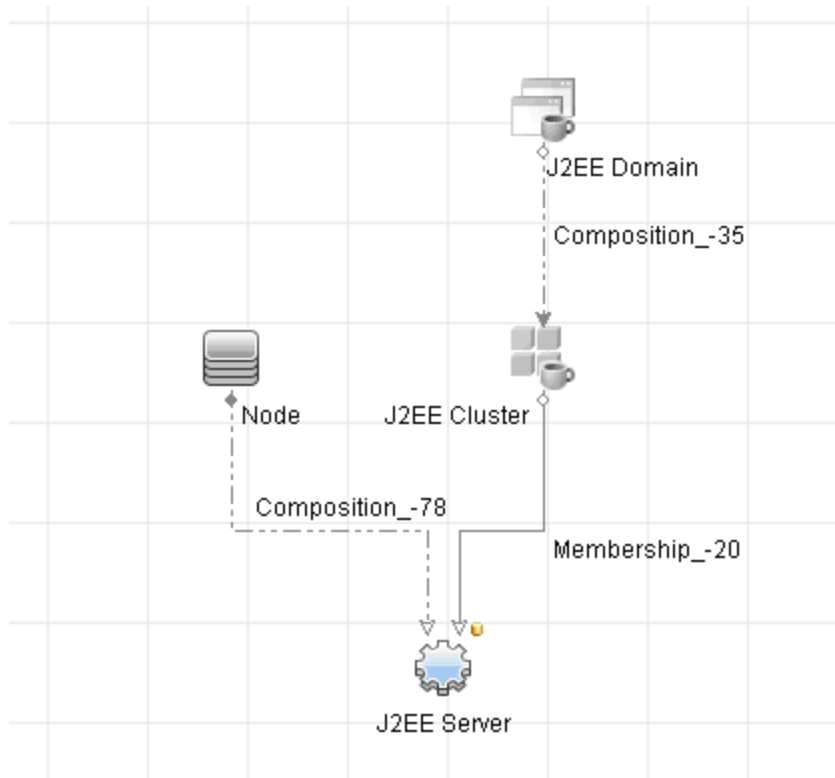 J2EE Domain
Composition_-35
Node
J2EE Cluster
Composition_-78
Membership_-20
J2EE Server